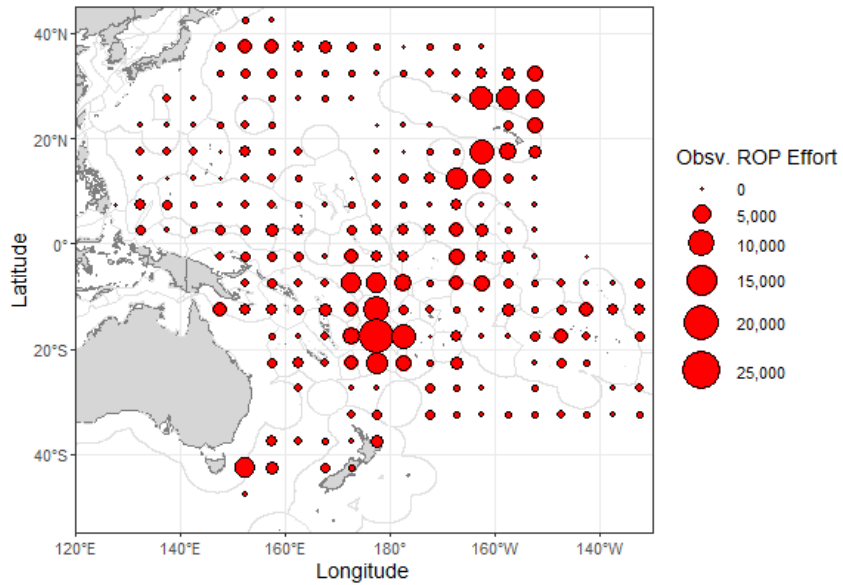 40°N
20°N
0°
20°S
40°S
Latitude
120°E 140°E 160°E 180° 160°W 140°W
Longitude
Obsv. ROP Effort
0
5,000
10,000
15,000
20,000
25,000